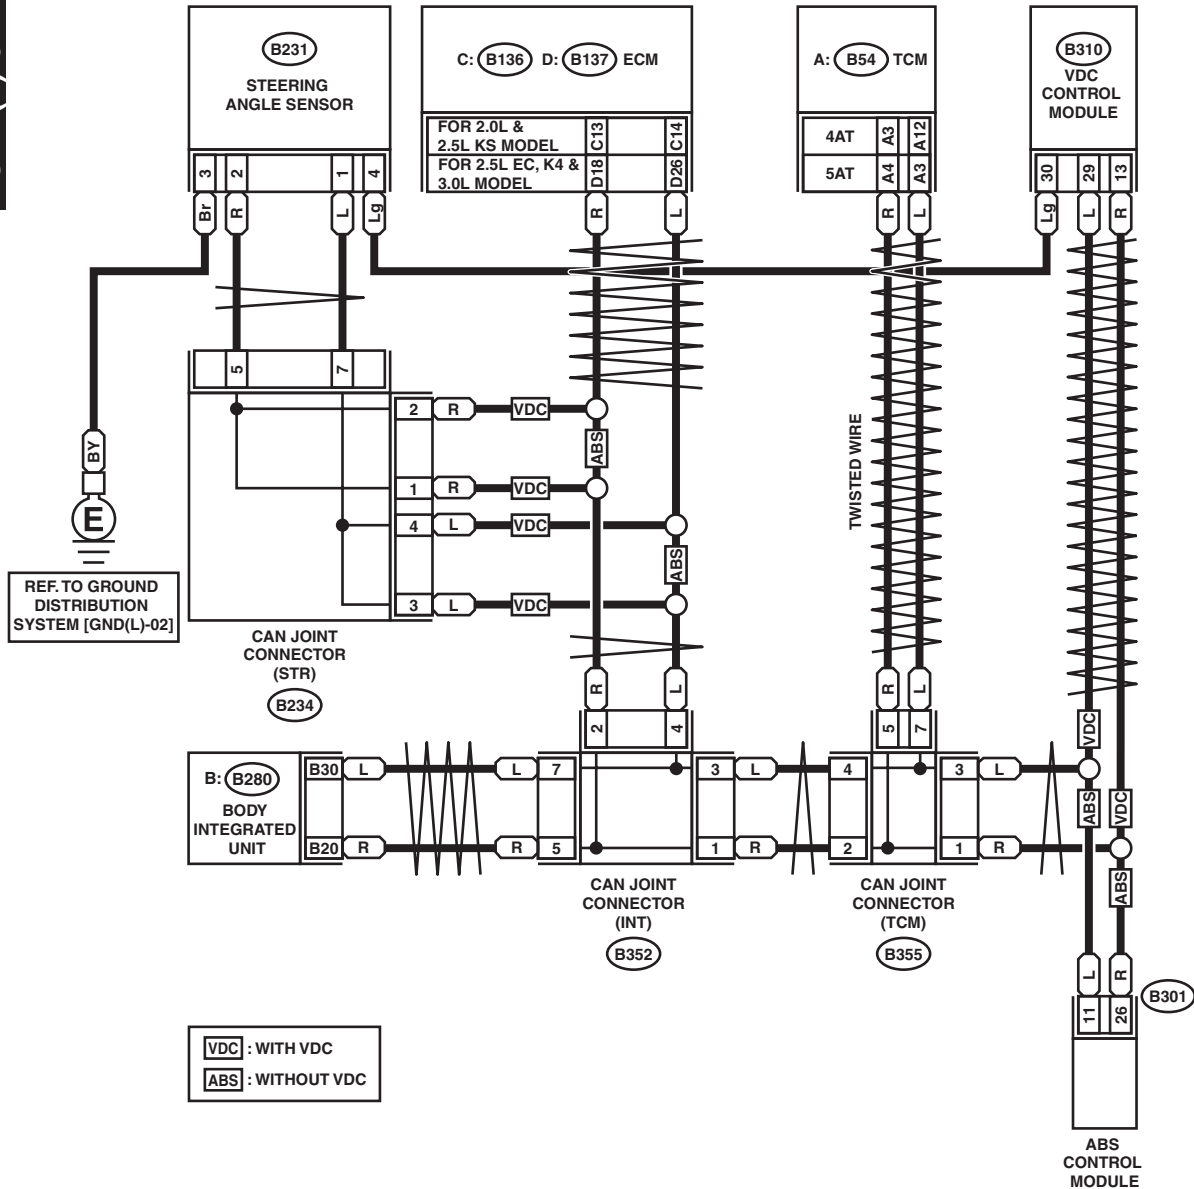 B231
STEERING
ANGLE SENSOR
C: B136 D: B137 ECM
A: B54 TCM
B310
VDC
CONTROL
MODULE
FOR 2.0L &
2.5L KS MODEL
C13
C14
FOR 2.5L EC, K4 &
3.0L MODEL
D18
D26
4AT
A3
A12
5AT
A4
A3
3
2
1
4
30
29
13
Br
R
L
Lg
R
L
R
L
Lg
L
R
5
7
2
R
VDC
ABS
1
R
VDC
4
L
VDC
ABS
3
L
VDC
TWISTED WIRE
BY
E
REF. TO GROUND
DISTRIBUTION
SYSTEM [GND(L)-02]
CAN JOINT
CONNECTOR
(STR)
B234
R
L
R
L
2
4
5
7
VDC
B: B280
BODY
INTEGRATED
UNIT
B30
L
L
7
3
L
4
3
L
ABS
VDC
B20
R
R
5
1
R
2
1
R
ABS
CAN JOINT
CONNECTOR
(INT)
B352
CAN JOINT
CONNECTOR
(TCM)
B355
L
R
B301
11
26
VDC : WITH VDC
ABS : WITHOUT VDC
ABS
CONTROL
MODULE